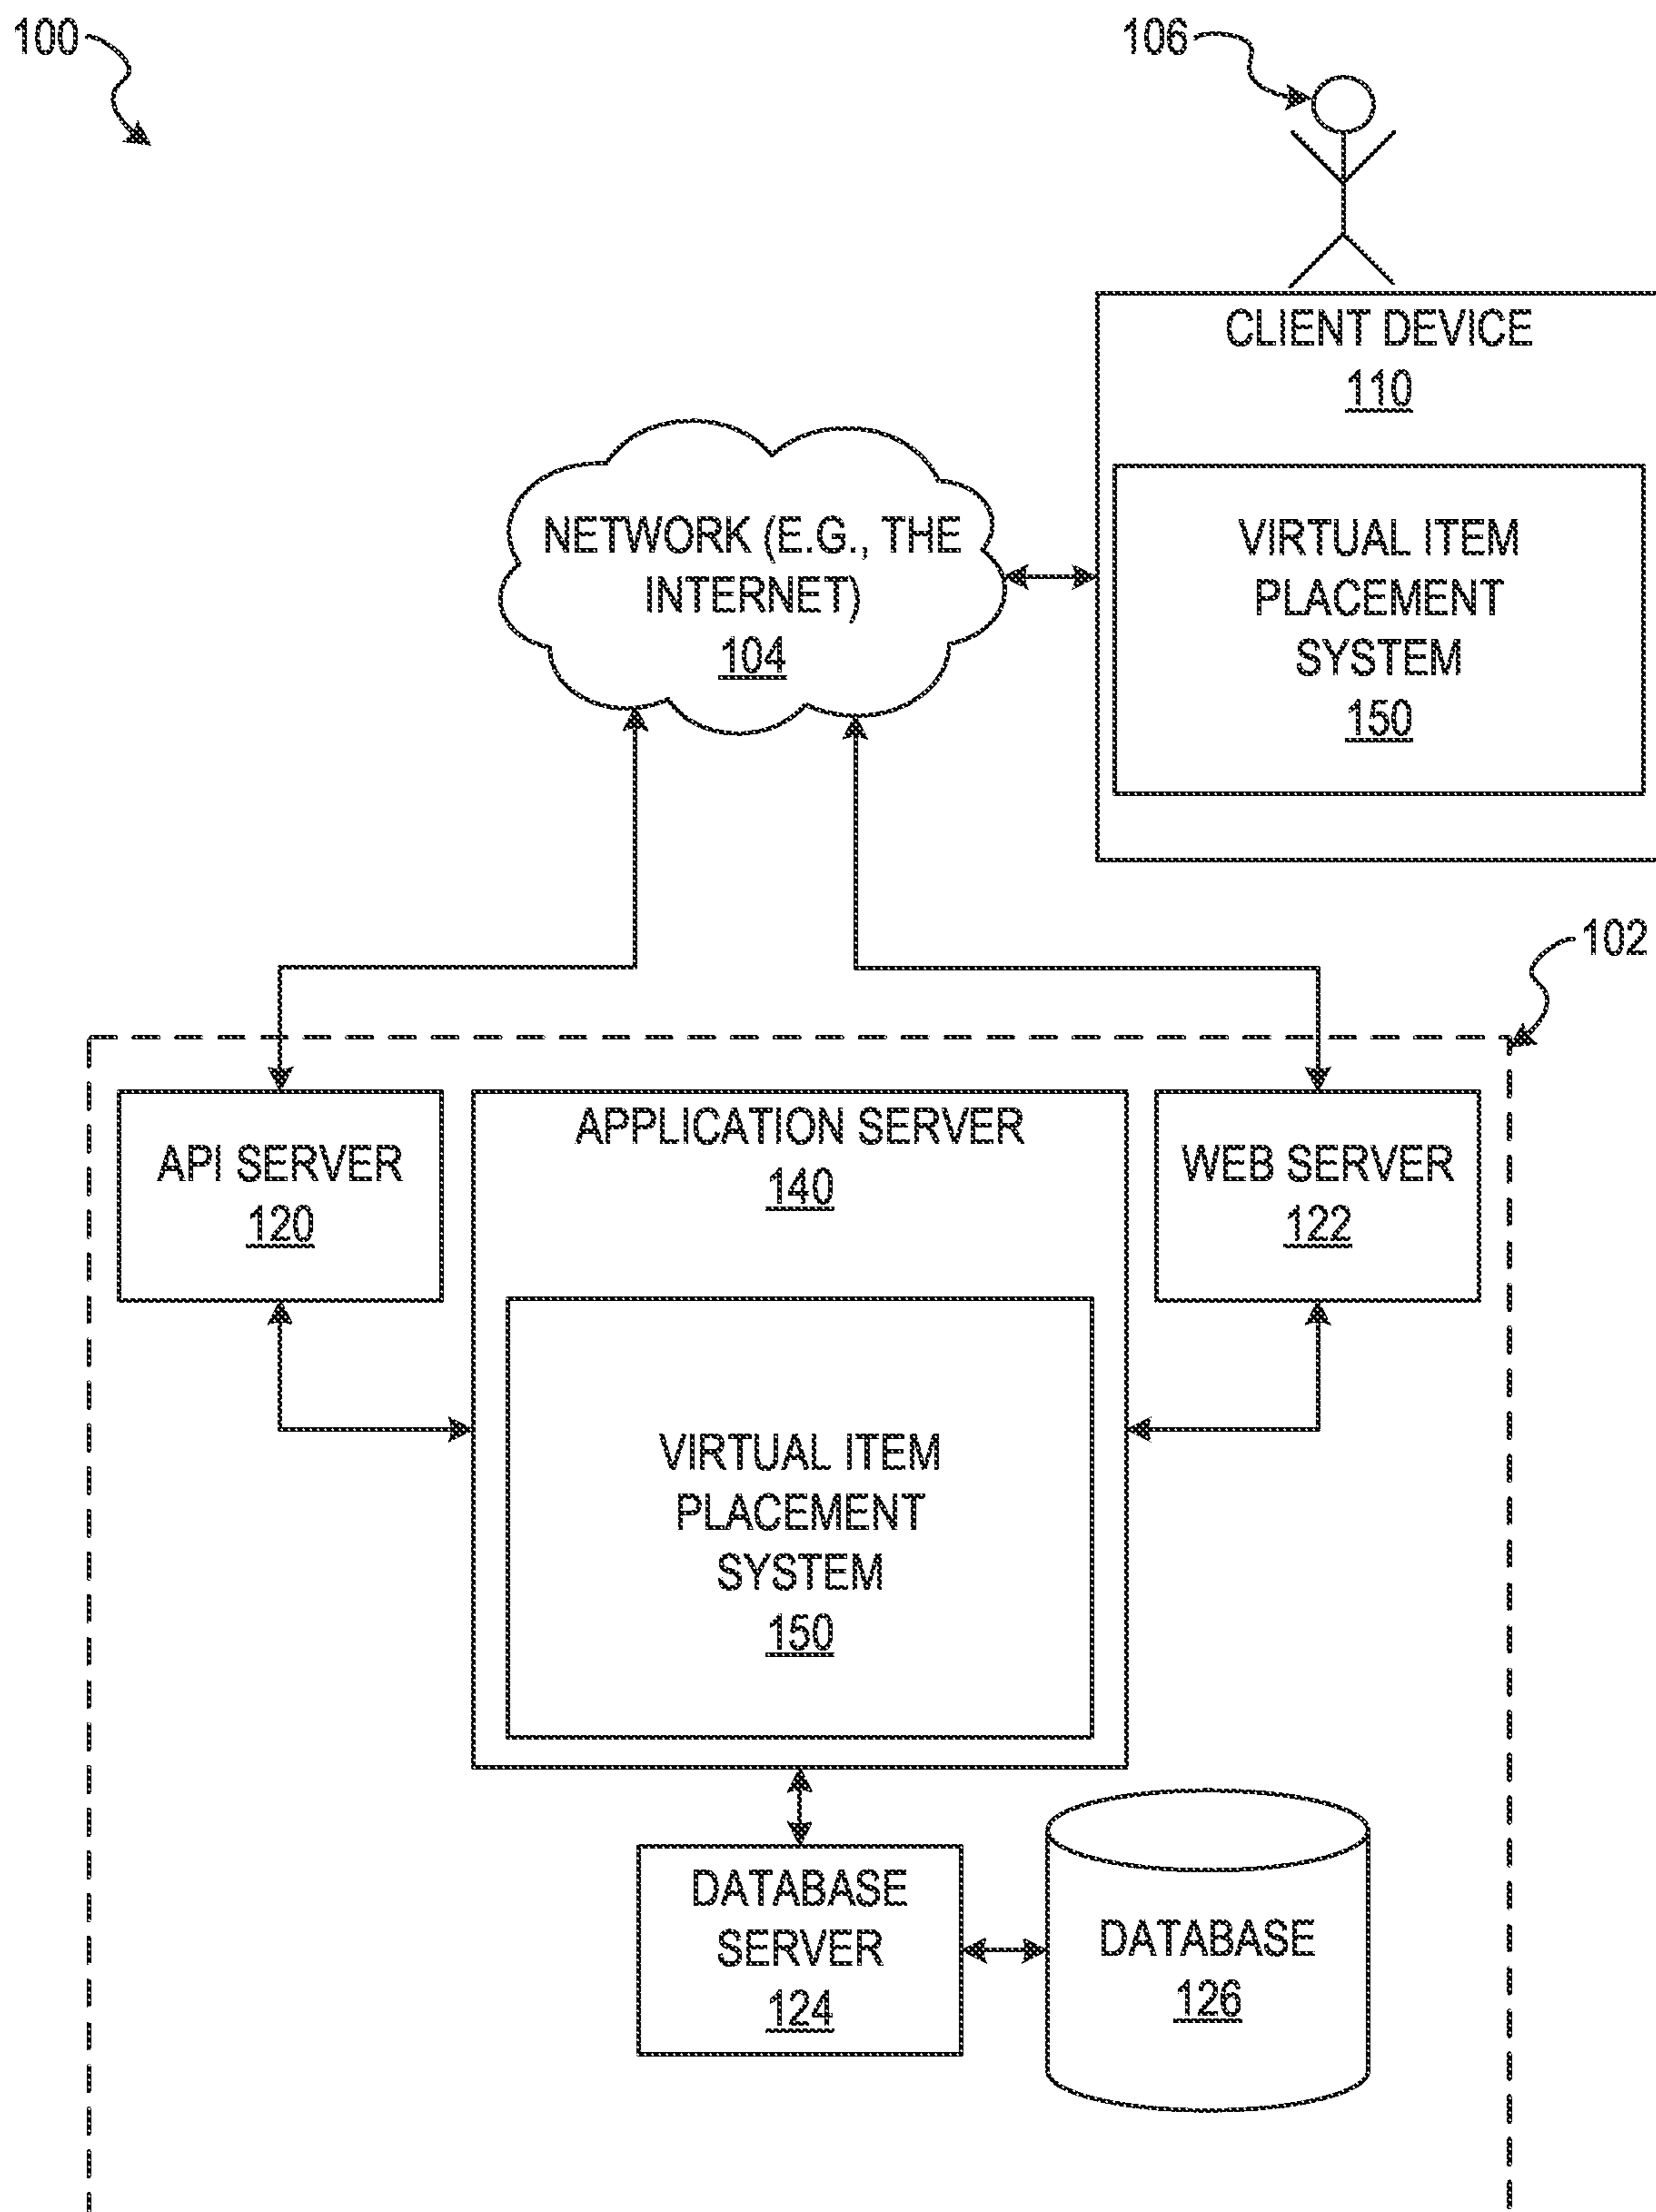 100
106
CLIENT DEVICE
110
NETWORK (E.G., THE
INTERNET)
104
VIRTUAL ITEM
PLACEMENT
SYSTEM
150
102
API SERVER
120
APPLICATION SERVER
140
WEB SERVER
122
VIRTUAL ITEM
PLACEMENT
SYSTEM
150
DATABASE
SERVER
124
DATABASE
126